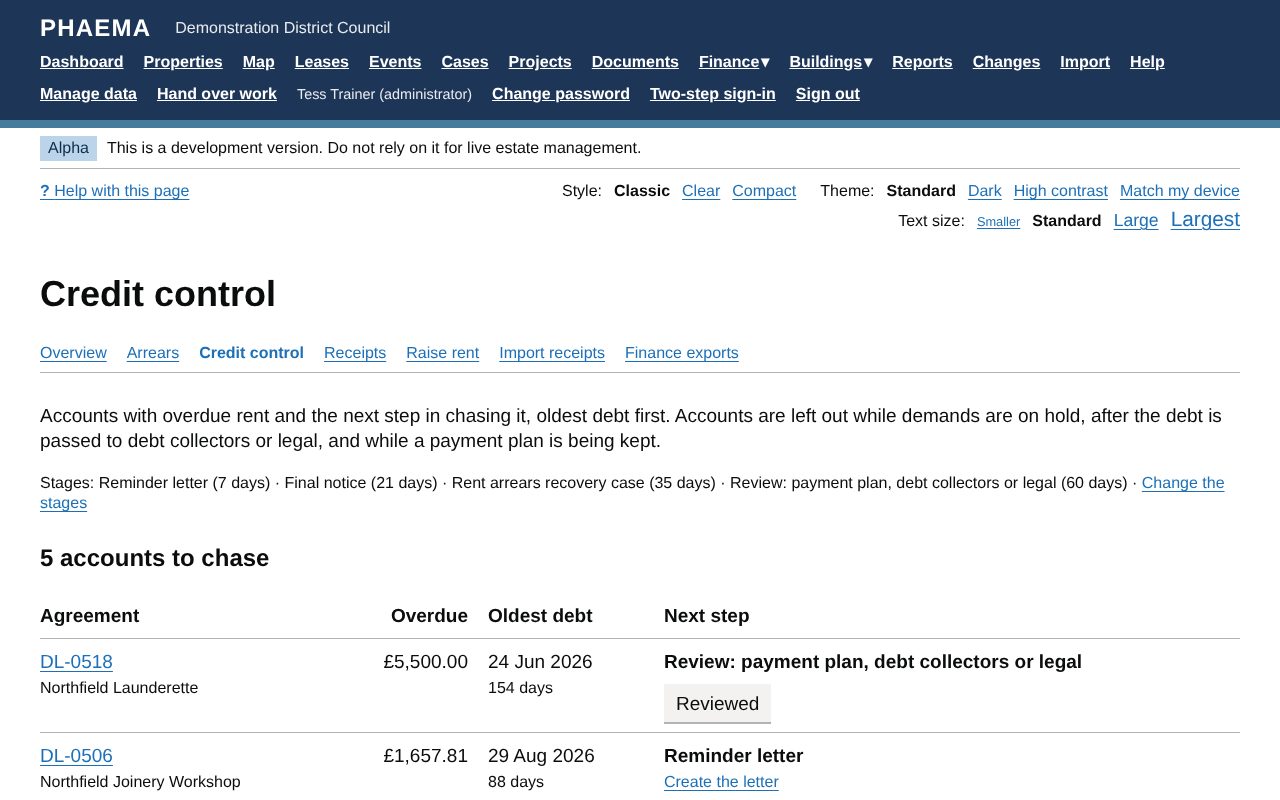 PHAEMA Demonstration District Council
Dashboard Properties Map Leases Events Cases Projects Documents Finance▾ Buildings▾ Reports Changes Import Help
Manage data Hand over work Tess Trainer (administrator) Change password Two-step sign-in Sign out
Alpha This is a development version. Do not rely on it for live estate management.
? Help with this page Style: Classic Clear Compact Theme: Standard Dark High contrast Match my device
Text size: Smaller Standard Large Largest
Credit control
Overview Arrears Credit control Receipts Raise rent Import receipts Finance exports
Accounts with overdue rent and the next step in chasing it, oldest debt first. Accounts are left out while demands are on hold, after the debt is
passed to debt collectors or legal, and while a payment plan is being kept.
Stages: Reminder letter (7 days) · Final notice (21 days) · Rent arrears recovery case (35 days) · Review: payment plan, debt collectors or legal (60 days) · Change the
stages
5 accounts to chase
Agreement Overdue Oldest debt Next step
DL-0518 £5,500.00 24 Jun 2026 Review: payment plan, debt collectors or legal
Northfield Launderette 154 days
Reviewed
DL-0506 £1,657.81 29 Aug 2026 Reminder letter
Northfield Joinery Workshop 88 days Create the letter